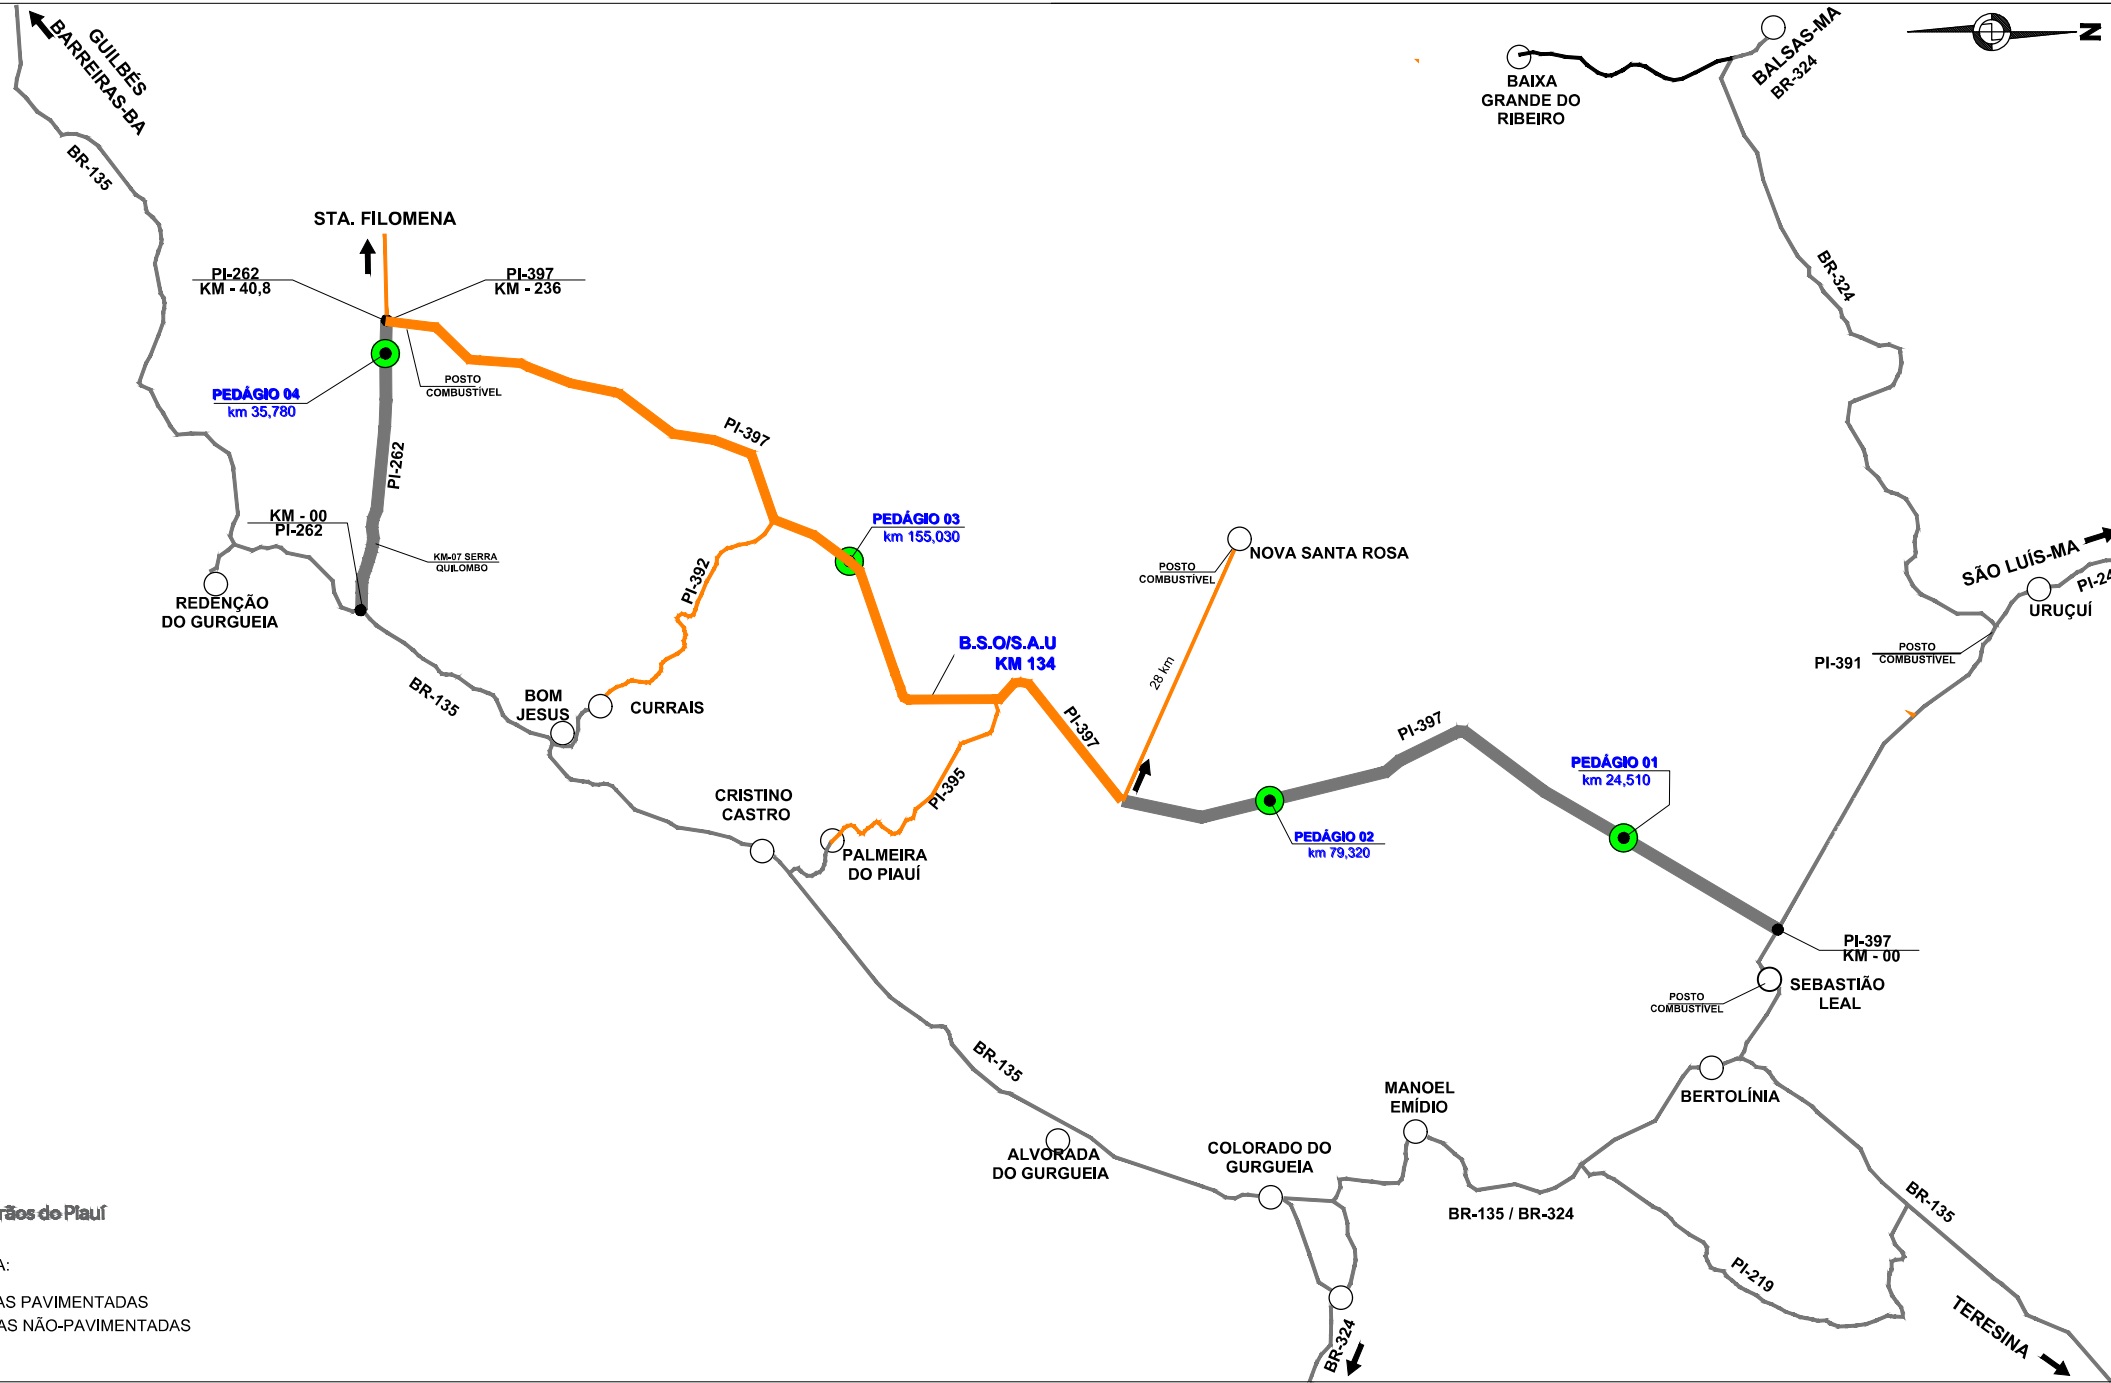 GUILBÉS
BARREIRAS-BA
BR-135
BAIXA
GRANDE DO
RIBEIRO
BALSAS-MA
BR-324
N
STA. FILOMENA
PI-262
KM - 40,8
PI-397
KM - 236
BR-324
POSTO
COMBUSTÍVEL
PEDÁGIO 04
km 35,780
PI-397
PI-262
KM - 00
PI-262
KM-07 SERRA
QUILOMBO
PEDÁGIO 03
km 155,030
POSTO
COMBUSTÍVEL
NOVA SANTA ROSA
SÃO LUÍS-MA
PI-24
URUÇUÍ
REDENÇÃO
DO GURGUEIA
PI-392
B.S.O/S.A.U
KM 134
28 km
PI-391
POSTO
COMBUSTÍVEL
BR-135
BOM
JESUS
CURRAIS
PI-397
PI-397
PEDÁGIO 01
km 24,510
PI-395
CRISTINO
CASTRO
PALMEIRA
DO PIAUÍ
PEDÁGIO 02
km 79,320
PI-397
KM - 00
SEBASTIÃO
LEAL
POSTO
COMBUSTÍVEL
BR-135
MANOEL
EMÍDIO
BERTOLÍNIA
ALVORADA
DO GURGUEIA
COLORADO DO
GURGUEIA
BR-135 / BR-324
BR-135
PI-219
TERESINA
BR-324
rãos do Piauí
A:
AS PAVIMENTADAS
AS NÃO-PAVIMENTADAS